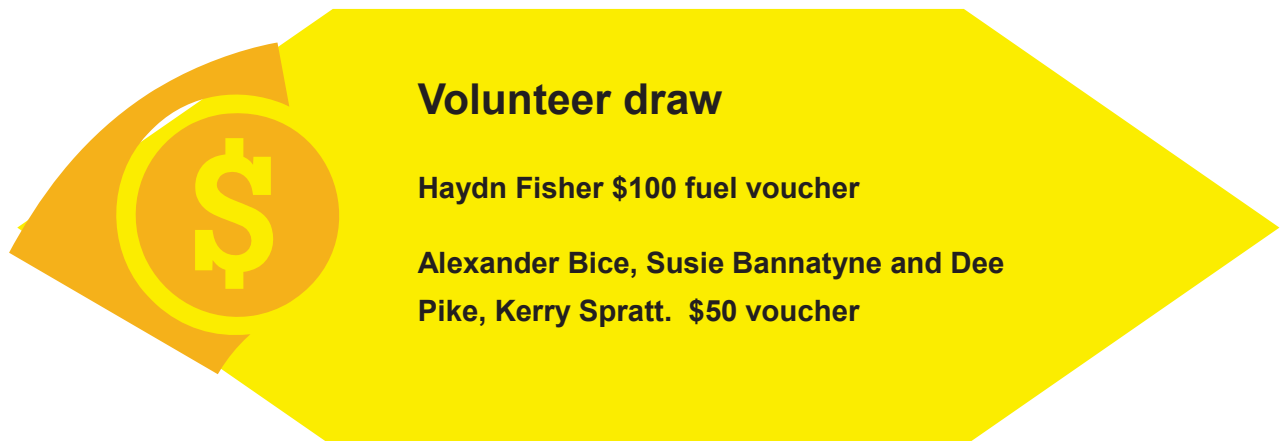 Volunteer draw
Haydn Fisher $100 fuel voucher
Alexander Bice, Susie Bannatyne and Dee
Pike, Kerry Spratt.  $50 voucher
$